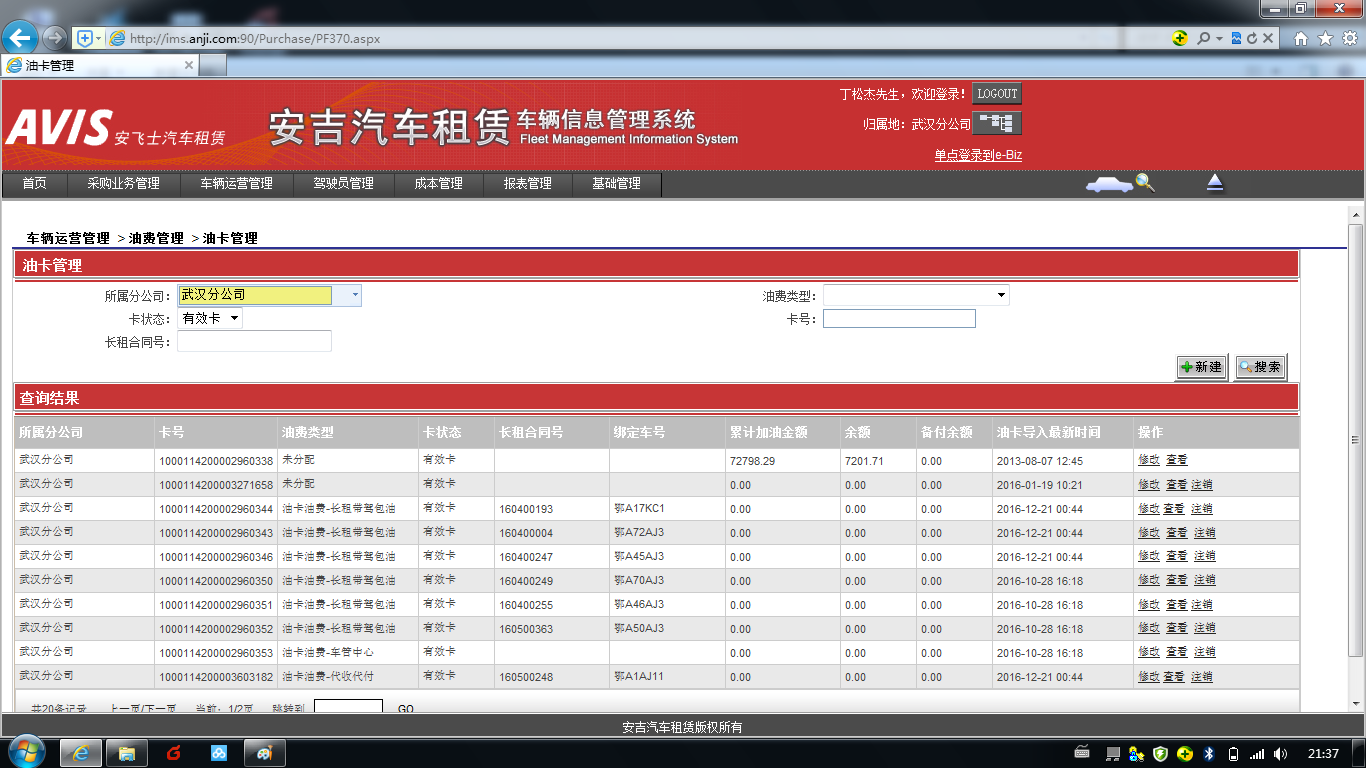 http://ims.anji.com:90/Purchase/PF370.aspx
油卡管理
AVIS 安飞士汽车租赁
安吉汽车租赁 车辆信息管理系统
Fleet Management Information System
丁松杰先生，欢迎登录！ LOGOUT
归属地：武汉分公司
单点登录到e-Biz
首页 采购业务管理 车辆运营管理 驾驶员管理 成本管理 报表管理 基础管理
车辆运营管理 >油费管理 >油卡管理
油卡管理
所属分公司： 武汉分公司 油费类型：
卡状态： 有效卡 卡号：
长租合同号：
新建 搜索
查询结果
所属分公司 卡号 油费类型 卡状态 长租合同号 绑定车号 累计加油金额 余额 备付余额 油卡导入最新时间 操作
武汉分公司 1000114200002960338 未分配 有效卡 72798.29 7201.71 0.00 2013-08-07 12:45 修改 查看
武汉分公司 1000114200003271658 未分配 有效卡 0.00 0.00 0.00 2016-01-19 10:21 修改 查看 注销
武汉分公司 1000114200002960344 油卡油费-长租带驾包油 有效卡 160400193 鄂A17KC1 0.00 0.00 0.00 2016-12-21 00:44 修改 查看 注销
武汉分公司 1000114200002960343 油卡油费-长租带驾包油 有效卡 160400004 鄂A72AJ3 0.00 0.00 0.00 2016-12-21 00:44 修改 查看 注销
武汉分公司 1000114200002960346 油卡油费-长租带驾包油 有效卡 160400247 鄂A45AJ3 0.00 0.00 0.00 2016-12-21 00:44 修改 查看 注销
武汉分公司 1000114200002960350 油卡油费-长租带驾包油 有效卡 160400249 鄂A70AJ3 0.00 0.00 0.00 2016-10-28 16:18 修改 查看 注销
武汉分公司 1000114200002960351 油卡油费-长租带驾包油 有效卡 160400255 鄂A46AJ3 0.00 0.00 0.00 2016-10-28 16:18 修改 查看 注销
武汉分公司 1000114200002960352 油卡油费-长租带驾包油 有效卡 160500363 鄂A50AJ3 0.00 0.00 0.00 2016-10-28 16:18 修改 查看 注销
武汉分公司 1000114200002960353 油卡油费-车管中心 有效卡 0.00 0.00 0.00 2016-10-28 16:18 修改 查看 注销
武汉分公司 1000114200003603182 油卡油费-代收代付 有效卡 160500248 鄂A1AJ11 0.00 0.00 0.00 2016-12-21 00:44 修改 查看 注销
共20条记录 上一页/下一页 当前：1/2页 跳转到 GO
安吉汽车租赁版权所有
21:37